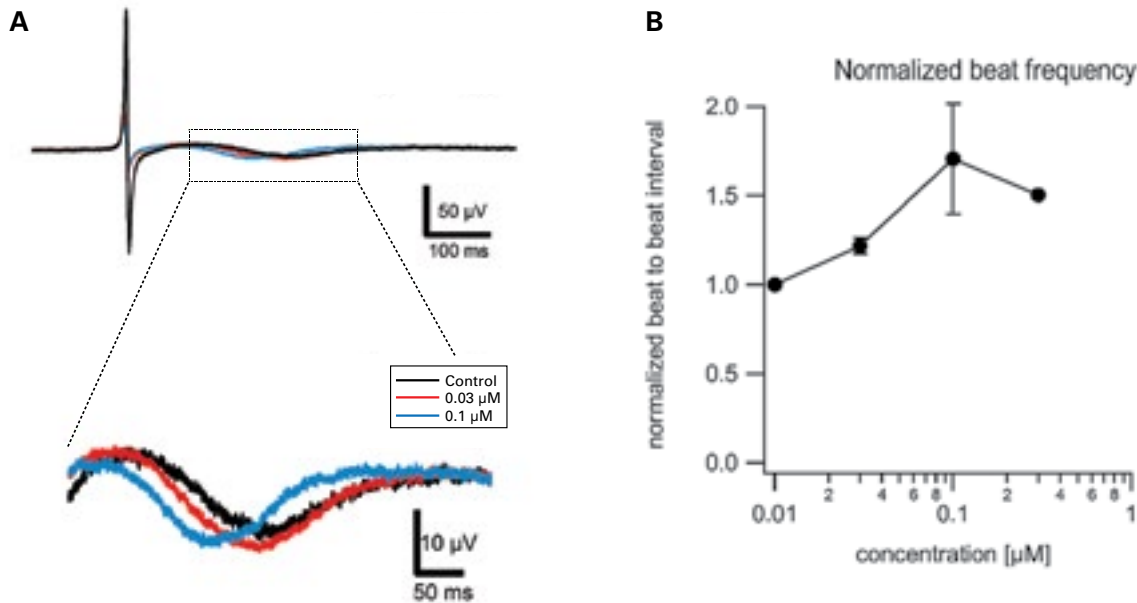 A
50 µV
100 ms
Control
0.03 µM
0.1 µM
10 µV
50 ms
B
Normalized beat frequency
normalized beat to beat interval
2.0
1.5
1.0
0.5
0.0
2 4 6 8 2 4 6 8
0.01 0.1 1
concentration [µM]